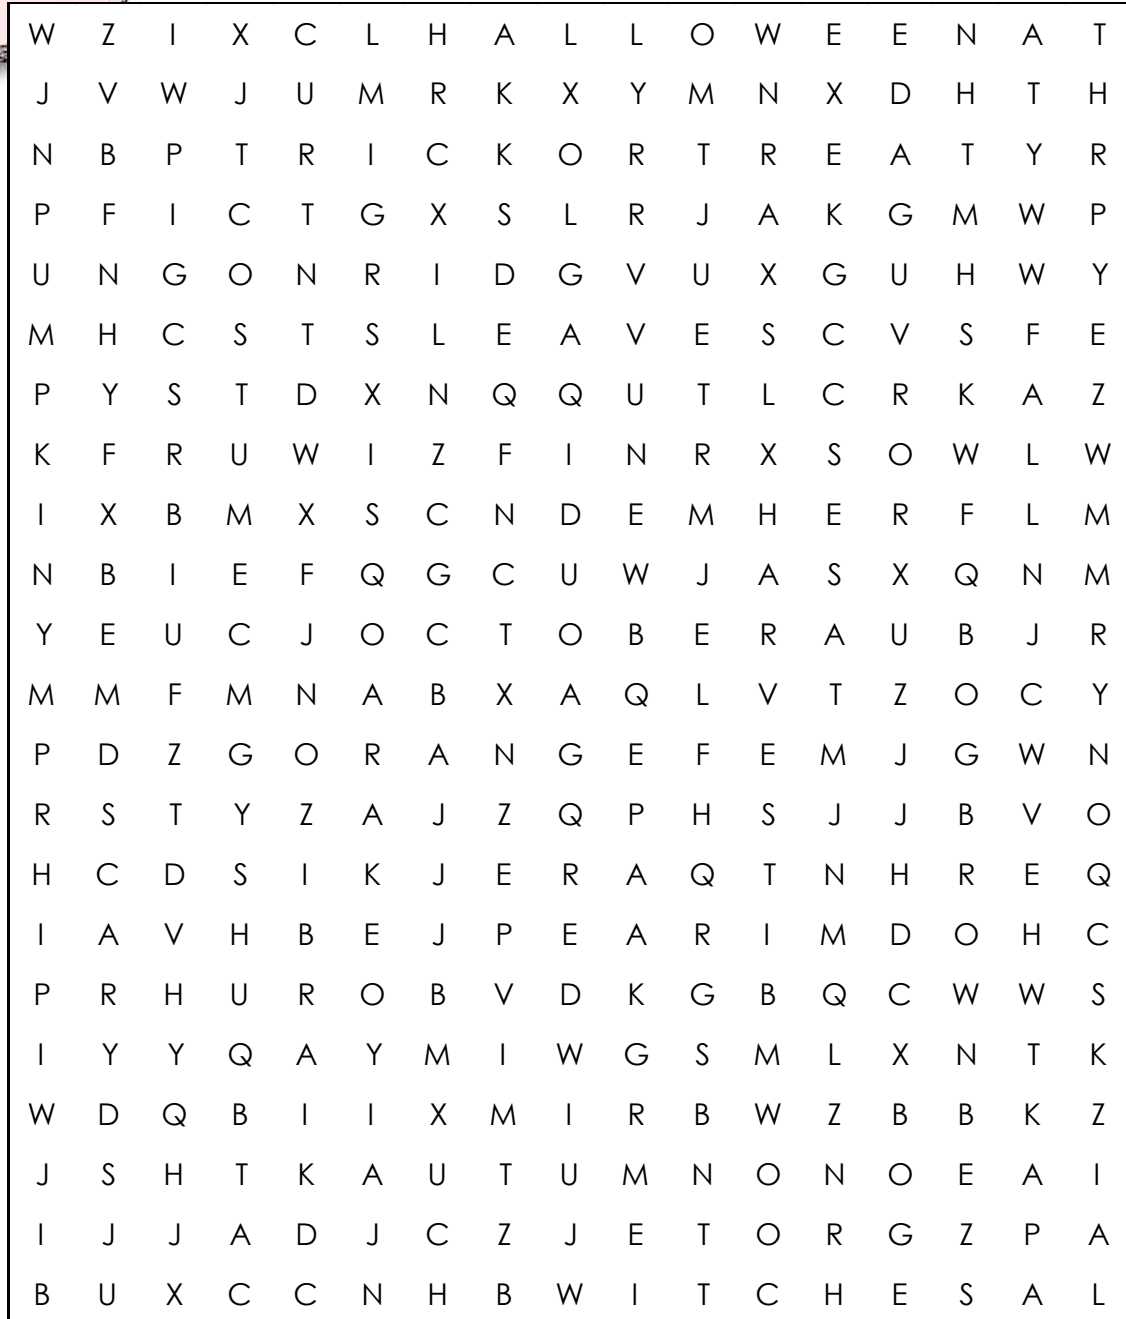 W Z I X C L H A L L O W E E N A T
J V W J U M R K X Y M N X D H T H
N B P T R I C K O R T R E A T Y R
P F I C T G X S L R J A K G M W P
U N G O N R I D G V U X G U H W Y
M H C S T S L E A V E S C V S F E
P Y S T D X N Q Q U T L C R K A Z
K F R U W I Z F I N R X S O W L W
I X B M X S C N D E M H E R F L M
N B I E F Q G C U W J A S X Q N M
Y E U C J O C T O B E R A U B J R
M M F M N A B X A Q L V T Z O C Y
P D Z G O R A N G E F E M J G W N
R S T Y Z A J Z Q P H S J J B V O
H C D S I K J E R A Q T N H R E Q
I A V H B E J P E A R I M D O H C
P R H U R O B V D K G B Q C W W S
I Y Y Q A Y M I W G S M L X N T K
W D Q B I I X M I R B W Z B B K Z
J S H T K A U T U M N O N O E A I
I J J A D J C Z J E T O R G Z P A
B U X C C N H B W I T C H E S A L